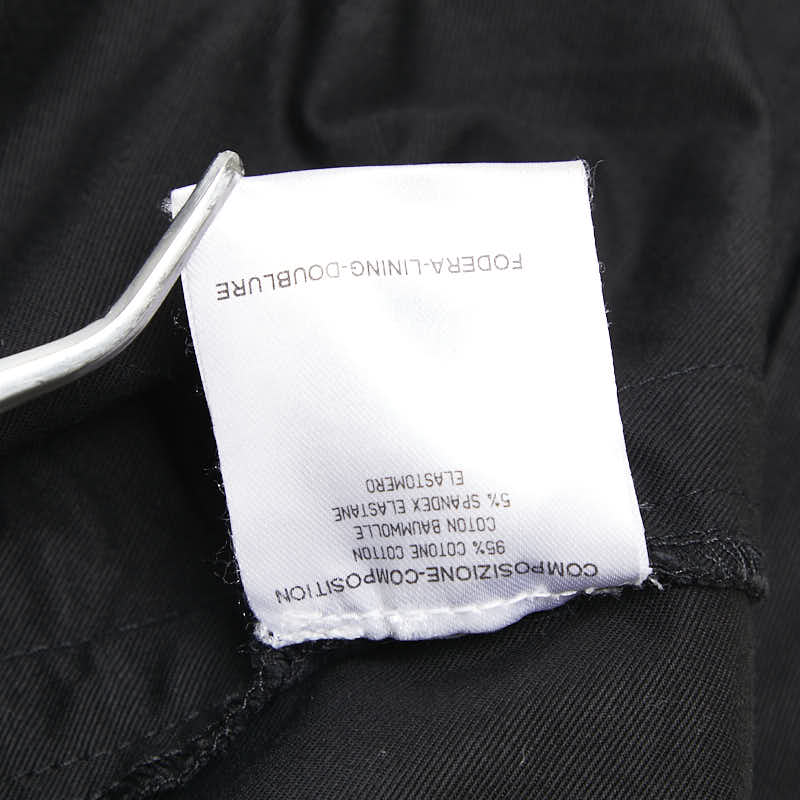 COMPOSIZIONE-COMPOSITION
95% COTONE COTTON
COTON BAUMWOLLE
5% SPANDEX ELASTANE
ELASTOMERO
FODERA-LINING-DOUBLURE